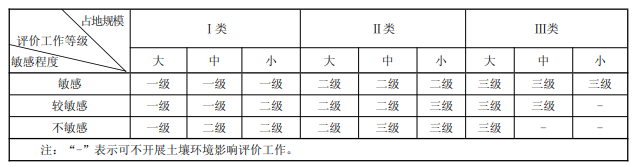 占地规模 Ⅰ类 Ⅱ类 Ⅲ类
评价工作等级
敏感程度 大 中 小 大 中 小 大 中 小
敏感 一级 一级 一级 二级 二级 二级 三级 三级 三级
较敏感 一级 一级 二级 二级 二级 三级 三级 三级 -
不敏感 一级 二级 二级 二级 三级 三级 三级 - -
注：“-”表示可不开展土壤环境影响评价工作。